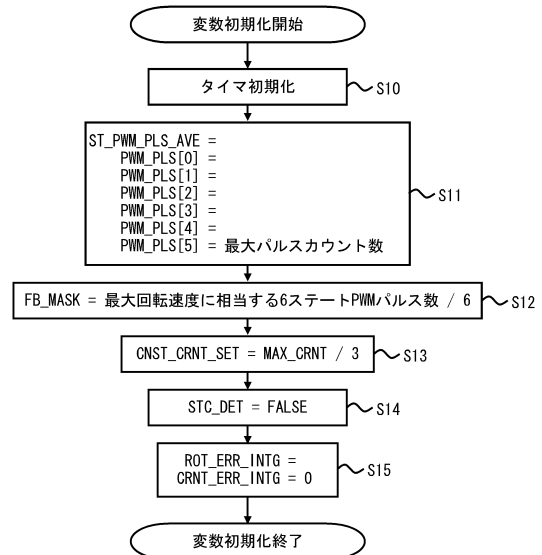 変数初期化開始
タイマ初期化
S10
ST_PWM_PLS_AVE =
PWM_PLS[0] =
PWM_PLS[1] =
PWM_PLS[2] =
PWM_PLS[3] =
PWM_PLS[4] =
PWM_PLS[5] = 最大パルスカウント数
S11
FB_MASK = 最大回転速度に相当する6ステートPWMパルス数 / 6
S12
CNST_CRNT_SET = MAX_CRNT / 3
S13
STC_DET = FALSE
S14
ROT_ERR_INTG =
CRNT_ERR_INTG = 0
S15
変数初期化終了